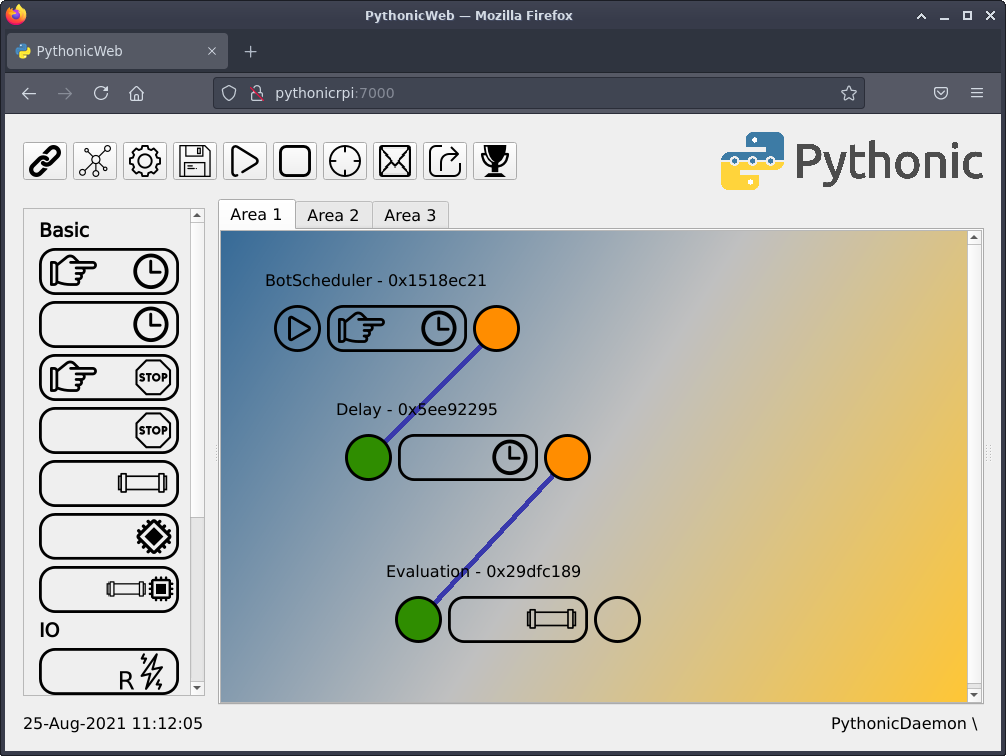 PythonicWeb — Mozilla Firefox
PythonicWeb
pythonicrpi:7000
Pythonic
Area 1
Area 2
Area 3
Basic
STOP
STOP
IO
R
BotScheduler - 0x1518ec21
Delay - 0x5ee92295
Evaluation - 0x29dfc189
25-Aug-2021 11:12:05
PythonicDaemon \